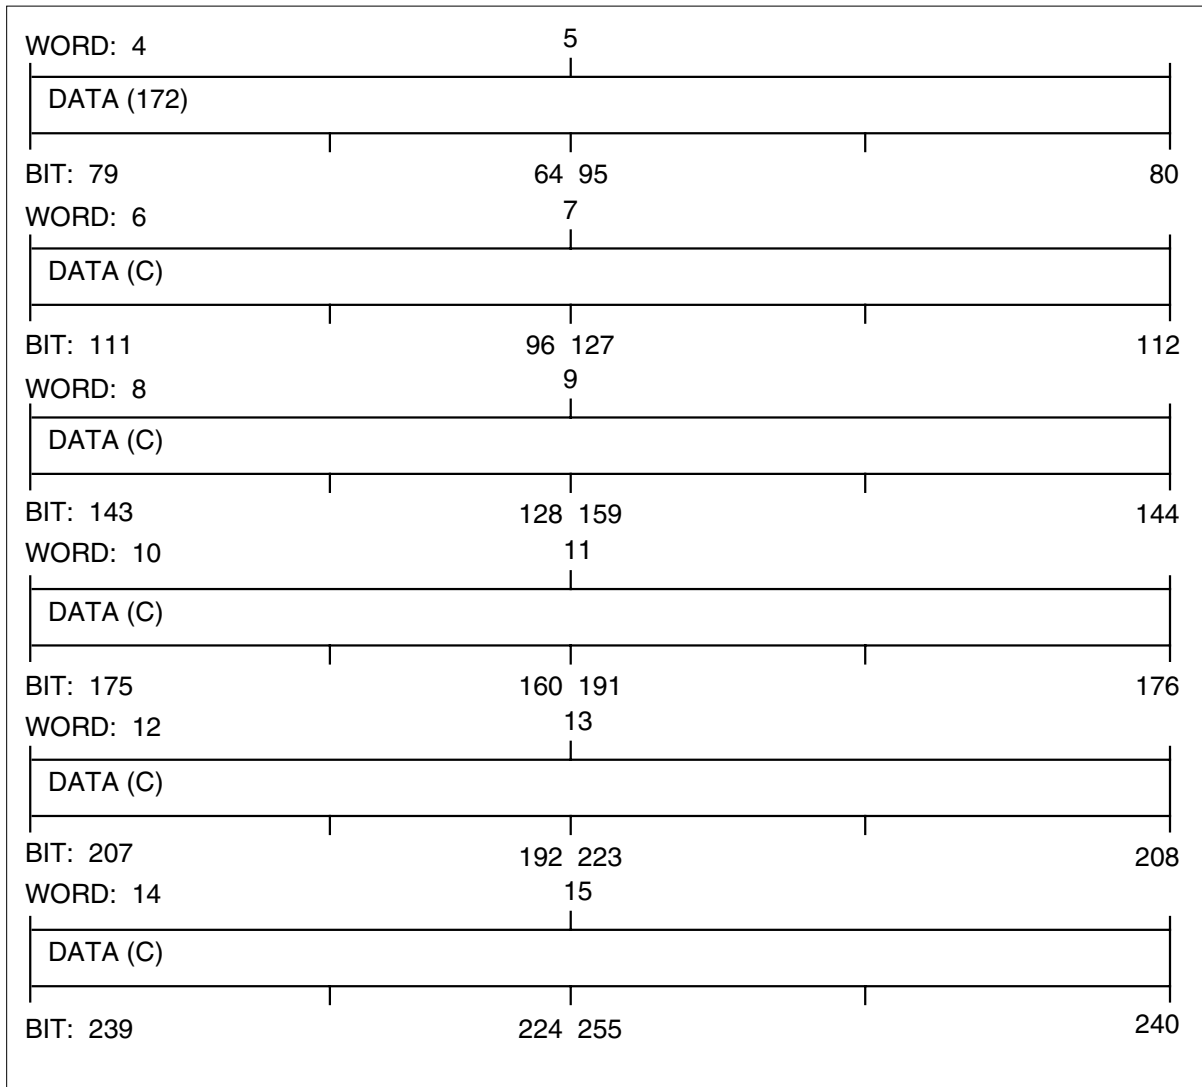 WORD: 4 5
DATA (172)
BIT: 79 64 95 80
WORD: 6 7
DATA (C)
BIT: 111 96 127 112
WORD: 8 9
DATA (C)
BIT: 143 128 159 144
WORD: 10 11
DATA (C)
BIT: 175 160 191 176
WORD: 12 13
DATA (C)
BIT: 207 192 223 208
WORD: 14 15
DATA (C)
BIT: 239 224 255 240